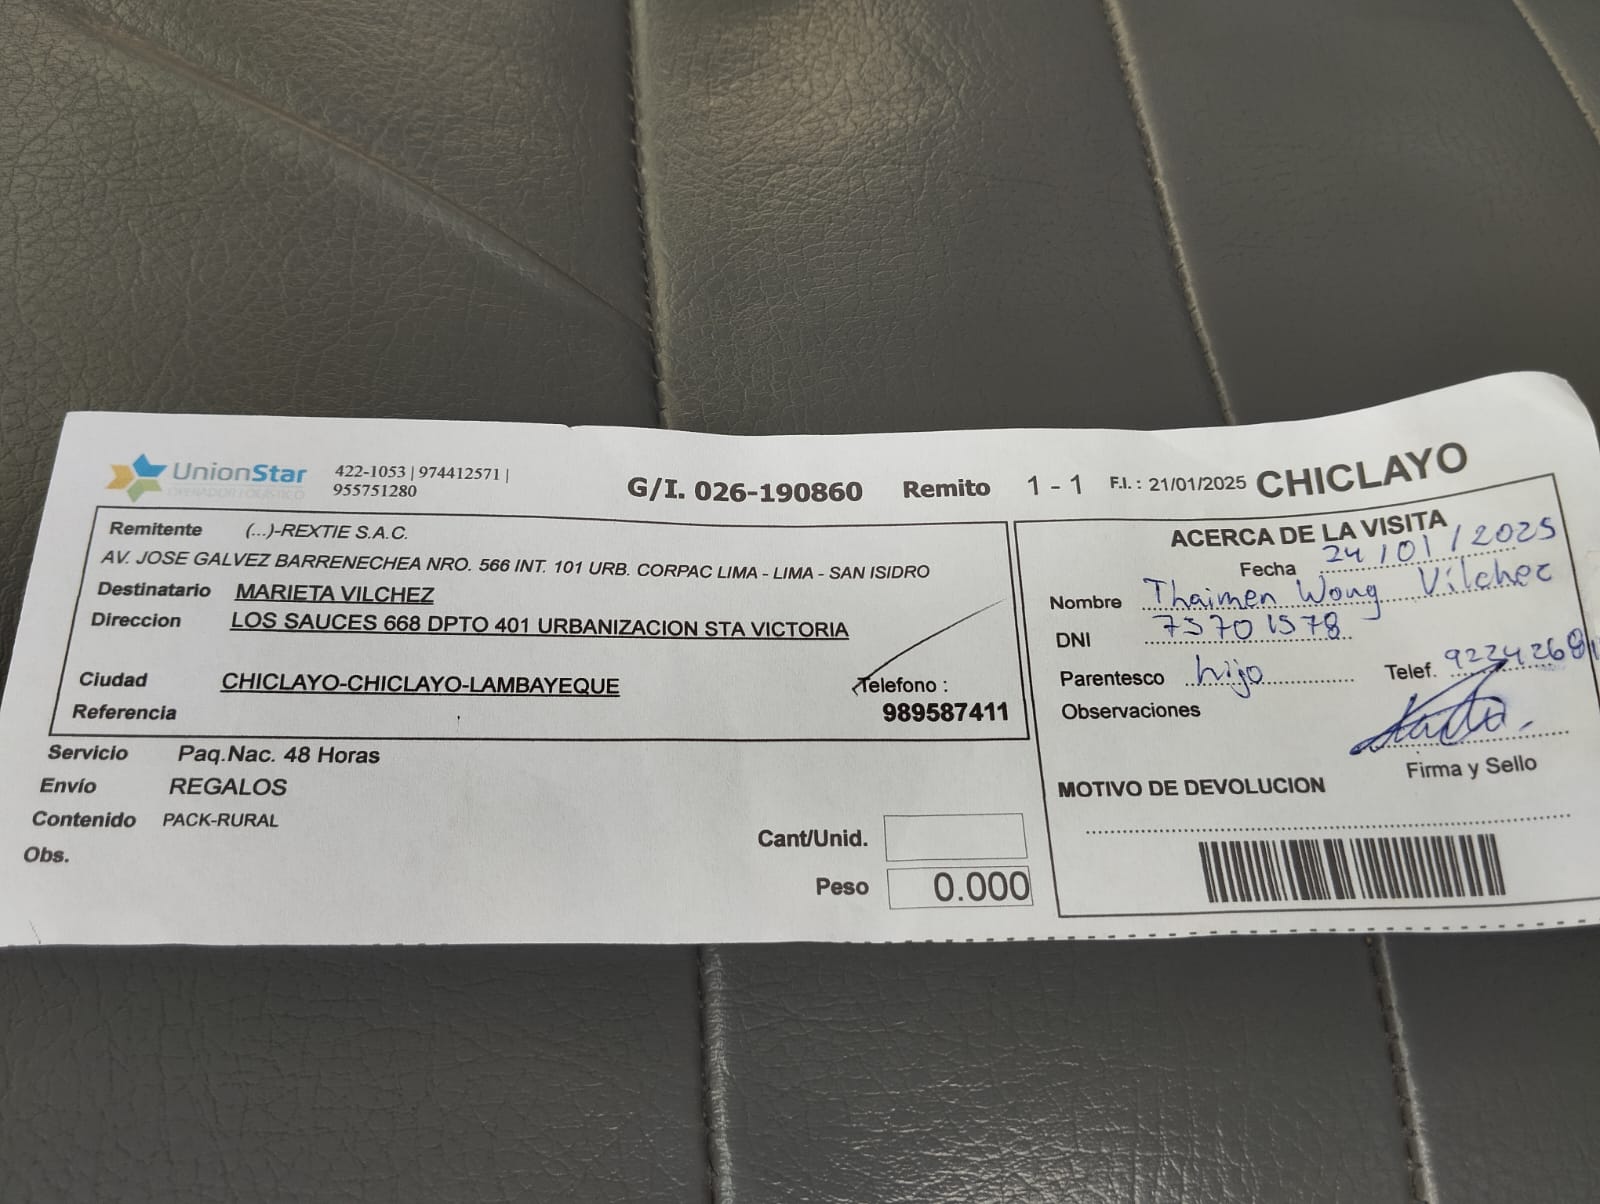 UnionStar
OPERADOR LOGISTICO
422-1053 | 974412571 |
955751280
G/I. 026-190860 Remito 1 - 1 F.I. : 21/01/2025 CHICLAYO
Remitente (...)-REXTIE S.A.C.
AV. JOSE GALVEZ BARRENECHEA NRO. 566 INT. 101 URB. CORPAC LIMA - LIMA - SAN ISIDRO
Destinatario MARIETA VILCHEZ
Direccion LOS SAUCES 668 DPTO 401 URBANIZACION STA VICTORIA
Ciudad CHICLAYO-CHICLAYO-LAMBAYEQUE Telefono :
Referencia 989587411
Servicio Paq.Nac. 48 Horas
Envío REGALOS
Contenido PACK-RURAL
Obs.
Cant/Unid.
Peso 0.000
ACERCA DE LA VISITA
Fecha 24/01/2025
Nombre Thaimen Wong Vilchez
DNI 73701578
Parentesco hijo Telef.
Observaciones
Firma y Sello
MOTIVO DE DEVOLUCION